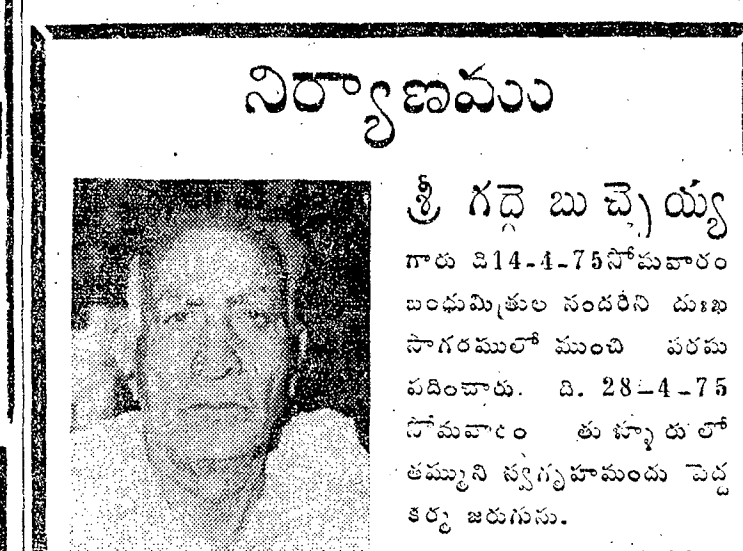 నిర్యాణము
శ్రీ గద్దె బుచ్చెయ్య
గారు ది14-4-75సోమవారం
బంధుమిత్రుల నందరిని దుఃఖ
సాగరములో ముంచి పరమ
పదించారు. ది. 28-4-75
సోమవారం తుళ్ళూరులో
తమ్ముని స్వగృహమందు పెద్ద
కర్మ జరుగును.